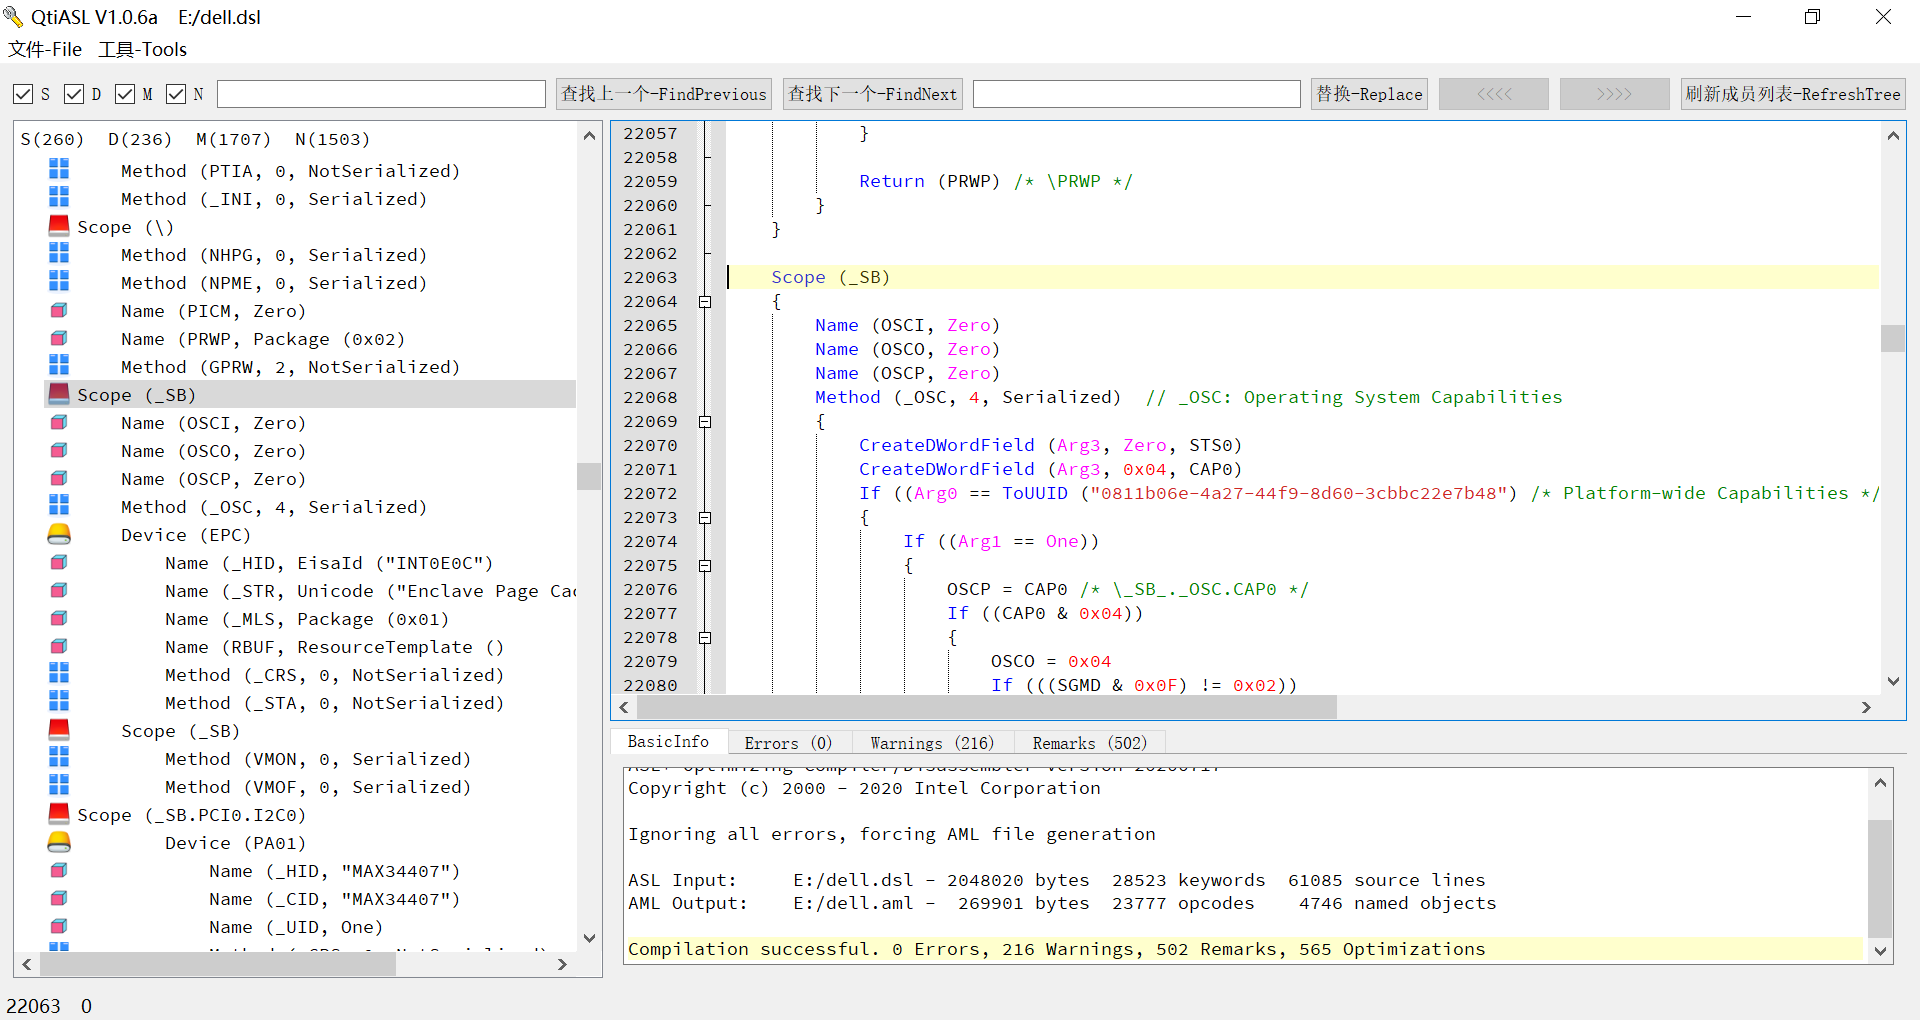 QtiASL V1.0.6a    E:/dell.dsl
文件-File   工具-Tools
S D M N 查找上一个-FindPrevious 查找下一个-FindNext 替换-Replace <<<< >>>> 刷新成员列表-RefreshTree
S(260)  D(236)  M(1707)  N(1503)
Method (PTIA, 0, NotSerialized)
Method (_INI, 0, Serialized)
Scope (\)
Method (NHPG, 0, Serialized)
Method (NPME, 0, Serialized)
Name (PICM, Zero)
Name (PRWP, Package (0x02)
Method (GPRW, 2, NotSerialized)
Scope (_SB)
Name (OSCI, Zero)
Name (OSCO, Zero)
Name (OSCP, Zero)
Method (_OSC, 4, Serialized)
Device (EPC)
Name (_HID, EisaId ("INT0E0C")
Name (_STR, Unicode ("Enclave Page Cac
Name (_MLS, Package (0x01)
Name (RBUF, ResourceTemplate ()
Method (_CRS, 0, NotSerialized)
Method (_STA, 0, NotSerialized)
Scope (_SB)
Method (VMON, 0, Serialized)
Method (VMOF, 0, Serialized)
Scope (_SB.PCI0.I2C0)
Device (PA01)
Name (_HID, "MAX34407")
Name (_CID, "MAX34407")
Name (_UID, One)
22057 }
22058
22059 Return (PRWP) /* \PRWP */
22060 }
22061 }
22062
22063 Scope (_SB)
22064 {
22065 Name (OSCI, Zero)
22066 Name (OSCO, Zero)
22067 Name (OSCP, Zero)
22068 Method (_OSC, 4, Serialized)  // _OSC: Operating System Capabilities
22069 {
22070 CreateDWordField (Arg3, Zero, STS0)
22071 CreateDWordField (Arg3, 0x04, CAP0)
22072 If ((Arg0 == ToUUID ("0811b06e-4a27-44f9-8d60-3cbbc22e7b48") /* Platform-wide Capabilities */
22073 {
22074 If ((Arg1 == One))
22075 {
22076 OSCP = CAP0 /* \_SB_._OSC.CAP0 */
22077 If ((CAP0 & 0x04))
22078 {
22079 OSCO = 0x04
22080 If (((SGMD & 0x0F) != 0x02))
BasicInfo  Errors (0)  Warnings (216)  Remarks (502)
ASL+ Optimizing Compiler/Disassembler version 20200717
Copyright (c) 2000 - 2020 Intel Corporation
Ignoring all errors, forcing AML file generation
ASL Input:     E:/dell.dsl - 2048020 bytes  28523 keywords  61085 source lines
AML Output:    E:/dell.aml -  269901 bytes  23777 opcodes    4746 named objects
Compilation successful. 0 Errors, 216 Warnings, 502 Remarks, 565 Optimizations
22063   0